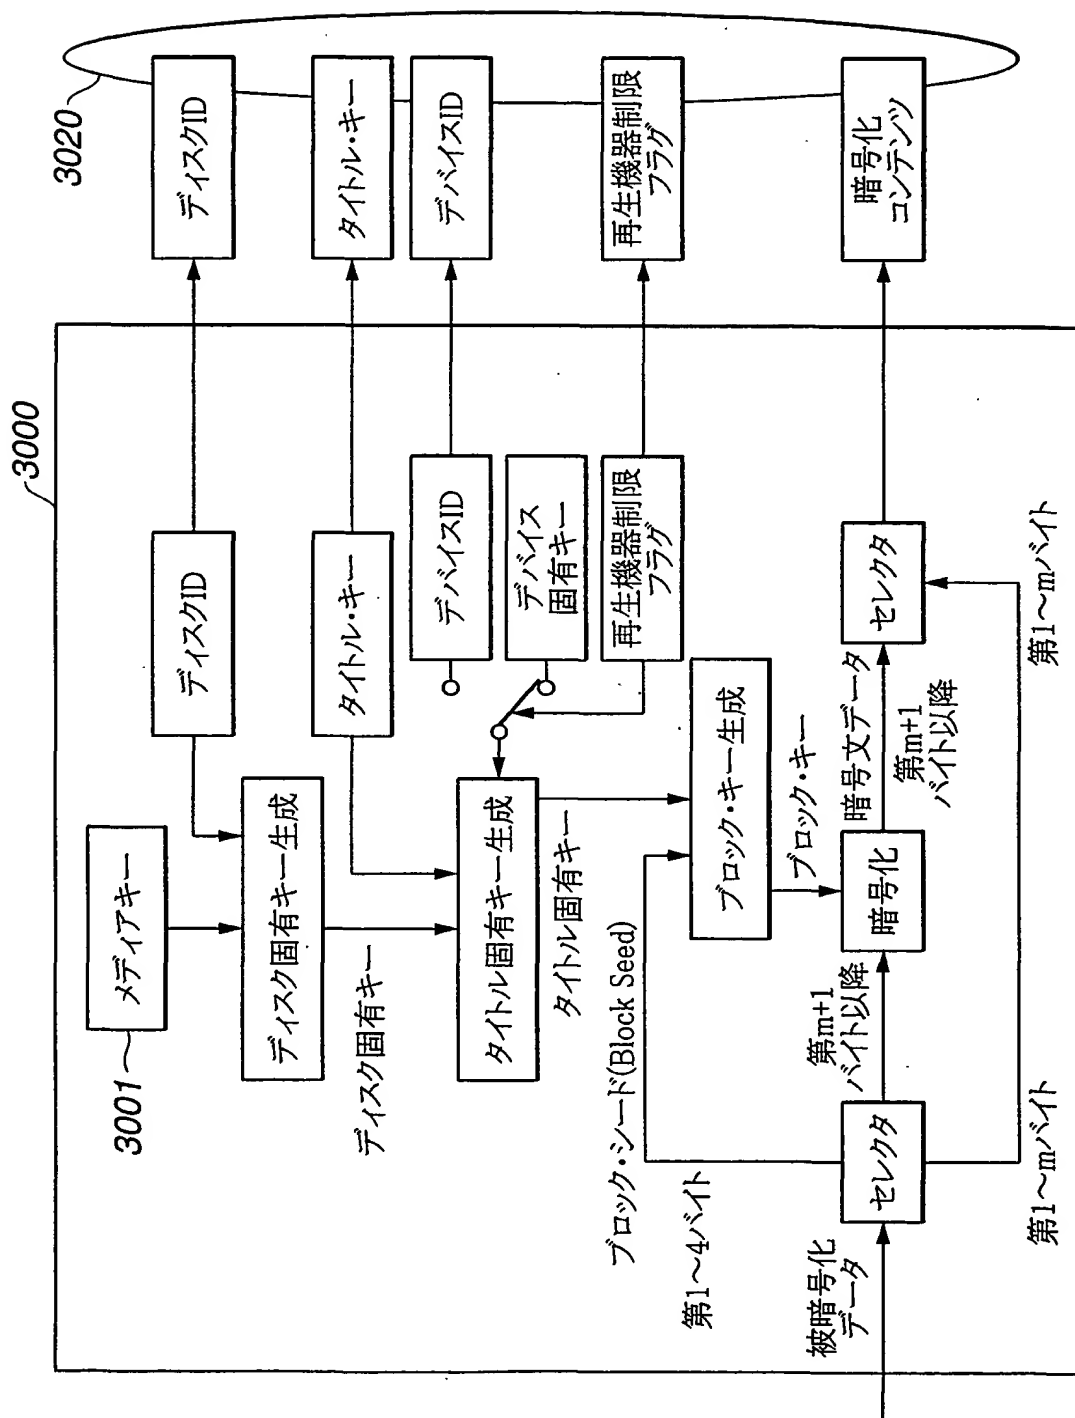 3000
3020
3001
メディアキー
ディスクID
ディスクID
ディスク固有キー生成
ディスク固有キー
タイトル・キー
タイトル・キー
タイトル固有キー生成
タイトル固有キー
デバイスID
デバイスID
デバイス
固有キー
再生機器制限
フラグ
再生機器制限
フラグ
ブロック・シード(Block Seed)
第1～4バイト
ブロック・キー生成
ブロック・キー
被暗号化
データ
セレクタ
第m+1
バイト以降
暗号化
暗号文データ
第m+1
バイト以降
セレクタ
暗号化
コンテンツ
第1～mバイト
第1～mバイト